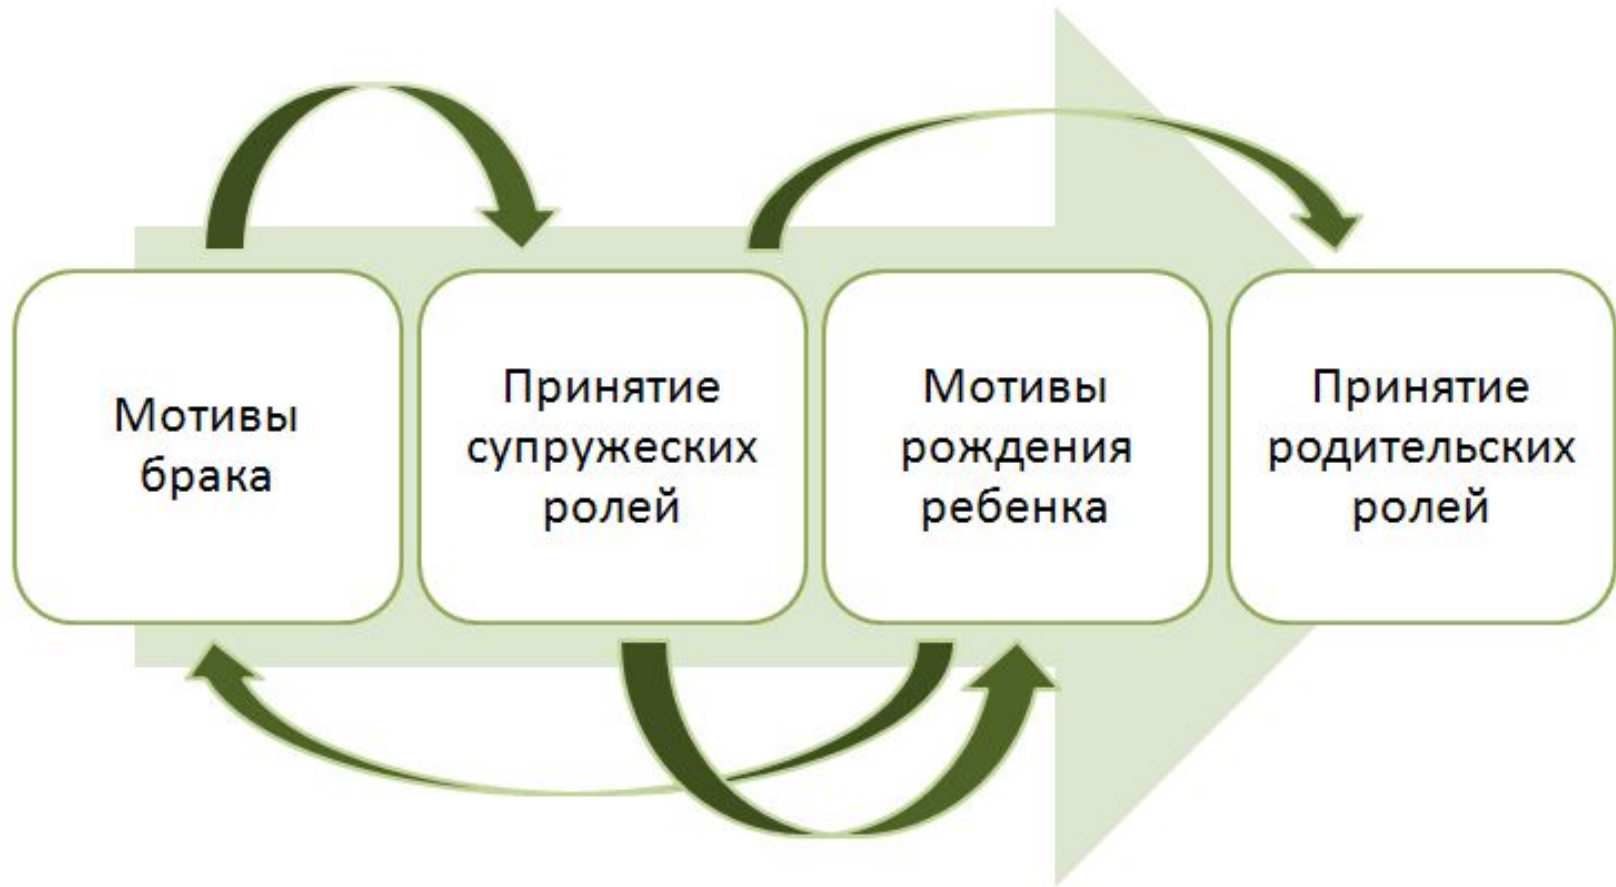 Мотивы
брака
Принятие
супружеских
ролей
Мотивы
рождения
ребенка
Принятие
родительских
ролей